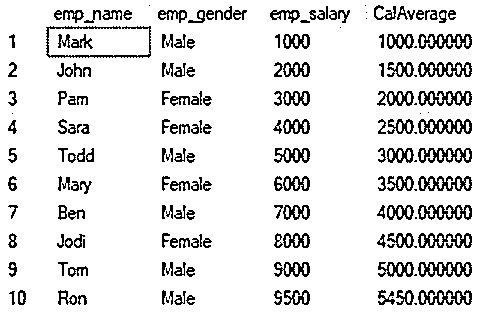 emp_name emp_gender emp_salary CalAverage
1 Mark Male 1000 1000.000000
2 John Male 2000 1500.000000
3 Pam Female 3000 2000.000000
4 Sara Female 4000 2500.000000
5 Todd Male 5000 3000.000000
6 Mary Female 6000 3500.000000
7 Ben Male 7000 4000.000000
8 Jodi Female 8000 4500.000000
9 Tom Male 9000 5000.000000
10 Ron Male 9500 5450.000000